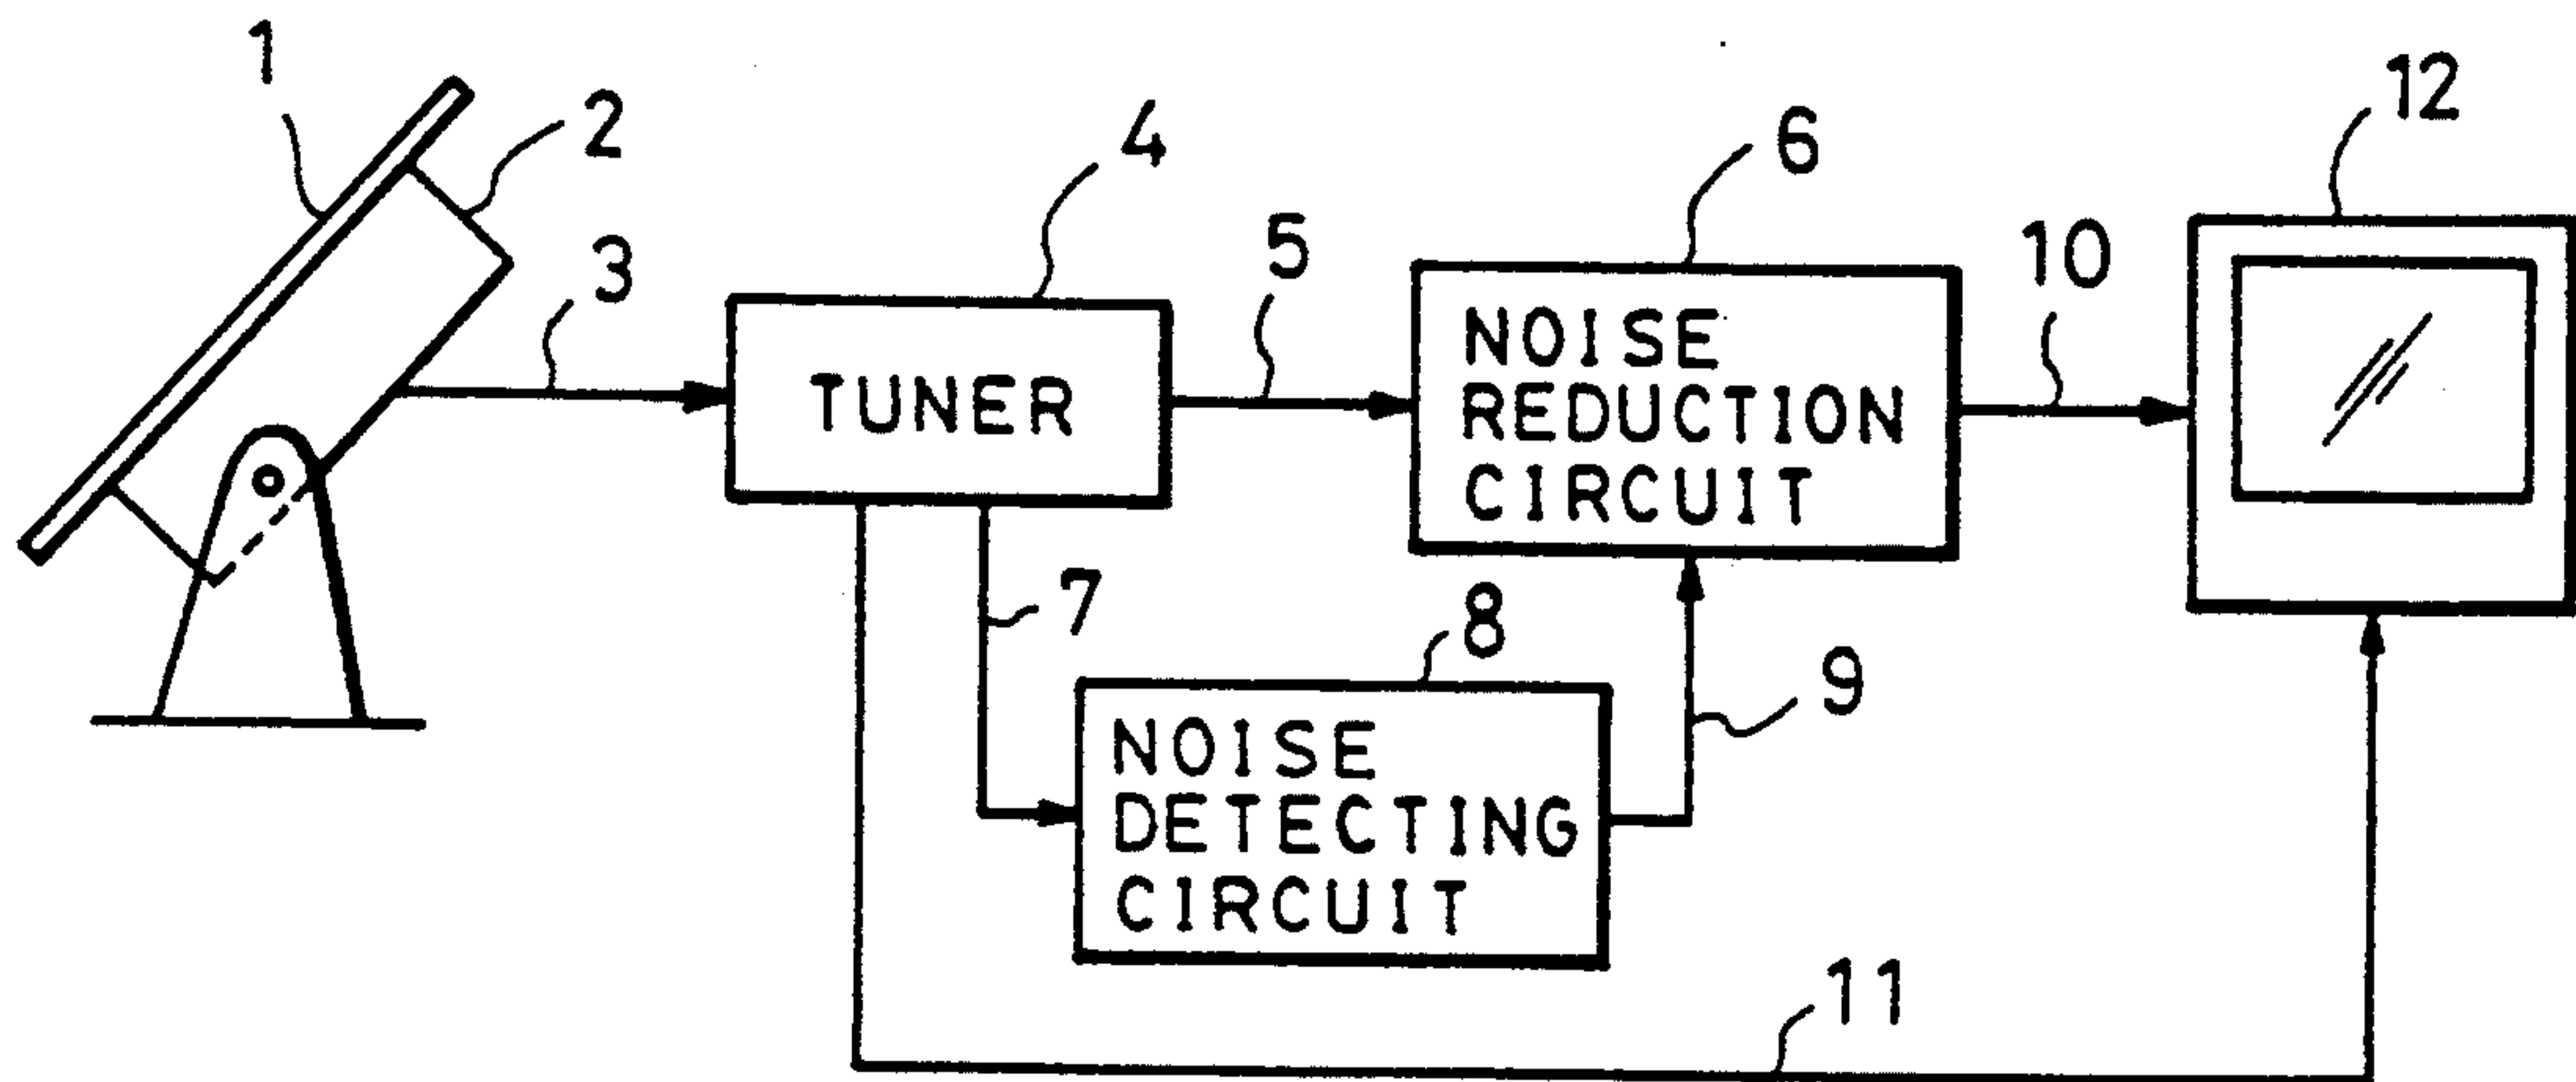 1
2
3
4
5
6
10
12
TUNER
NOISE
REDUCTION
CIRCUIT
7
8
9
NOISE
DETECTING
CIRCUIT
11